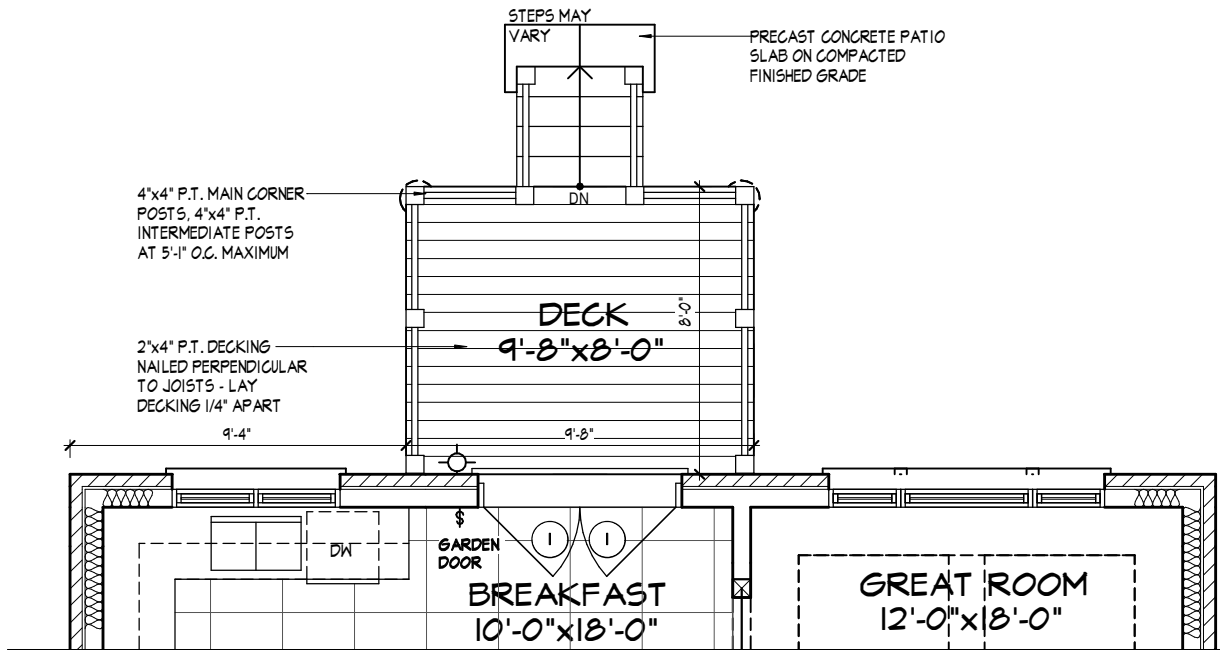 STEPS MAY
VARY
PRECAST CONCRETE PATIO
SLAB ON COMPACTED
FINISHED GRADE
4"x4" P.T. MAIN CORNER
POSTS, 4"x4" P.T.
INTERMEDIATE POSTS
AT 5'-1" O.C. MAXIMUM
DN
DECK
9'-8"x8'-0"
8'-0"
2"x4" P.T. DECKING
NAILED PERPENDICULAR
TO JOISTS - LAY
DECKING 1/4" APART
9'-4"
9'-8"
$
GARDEN
DOOR
1
1
DW
BREAKFAST
10'-0"x18'-0"
GREAT ROOM
12'-0"x18'-0"